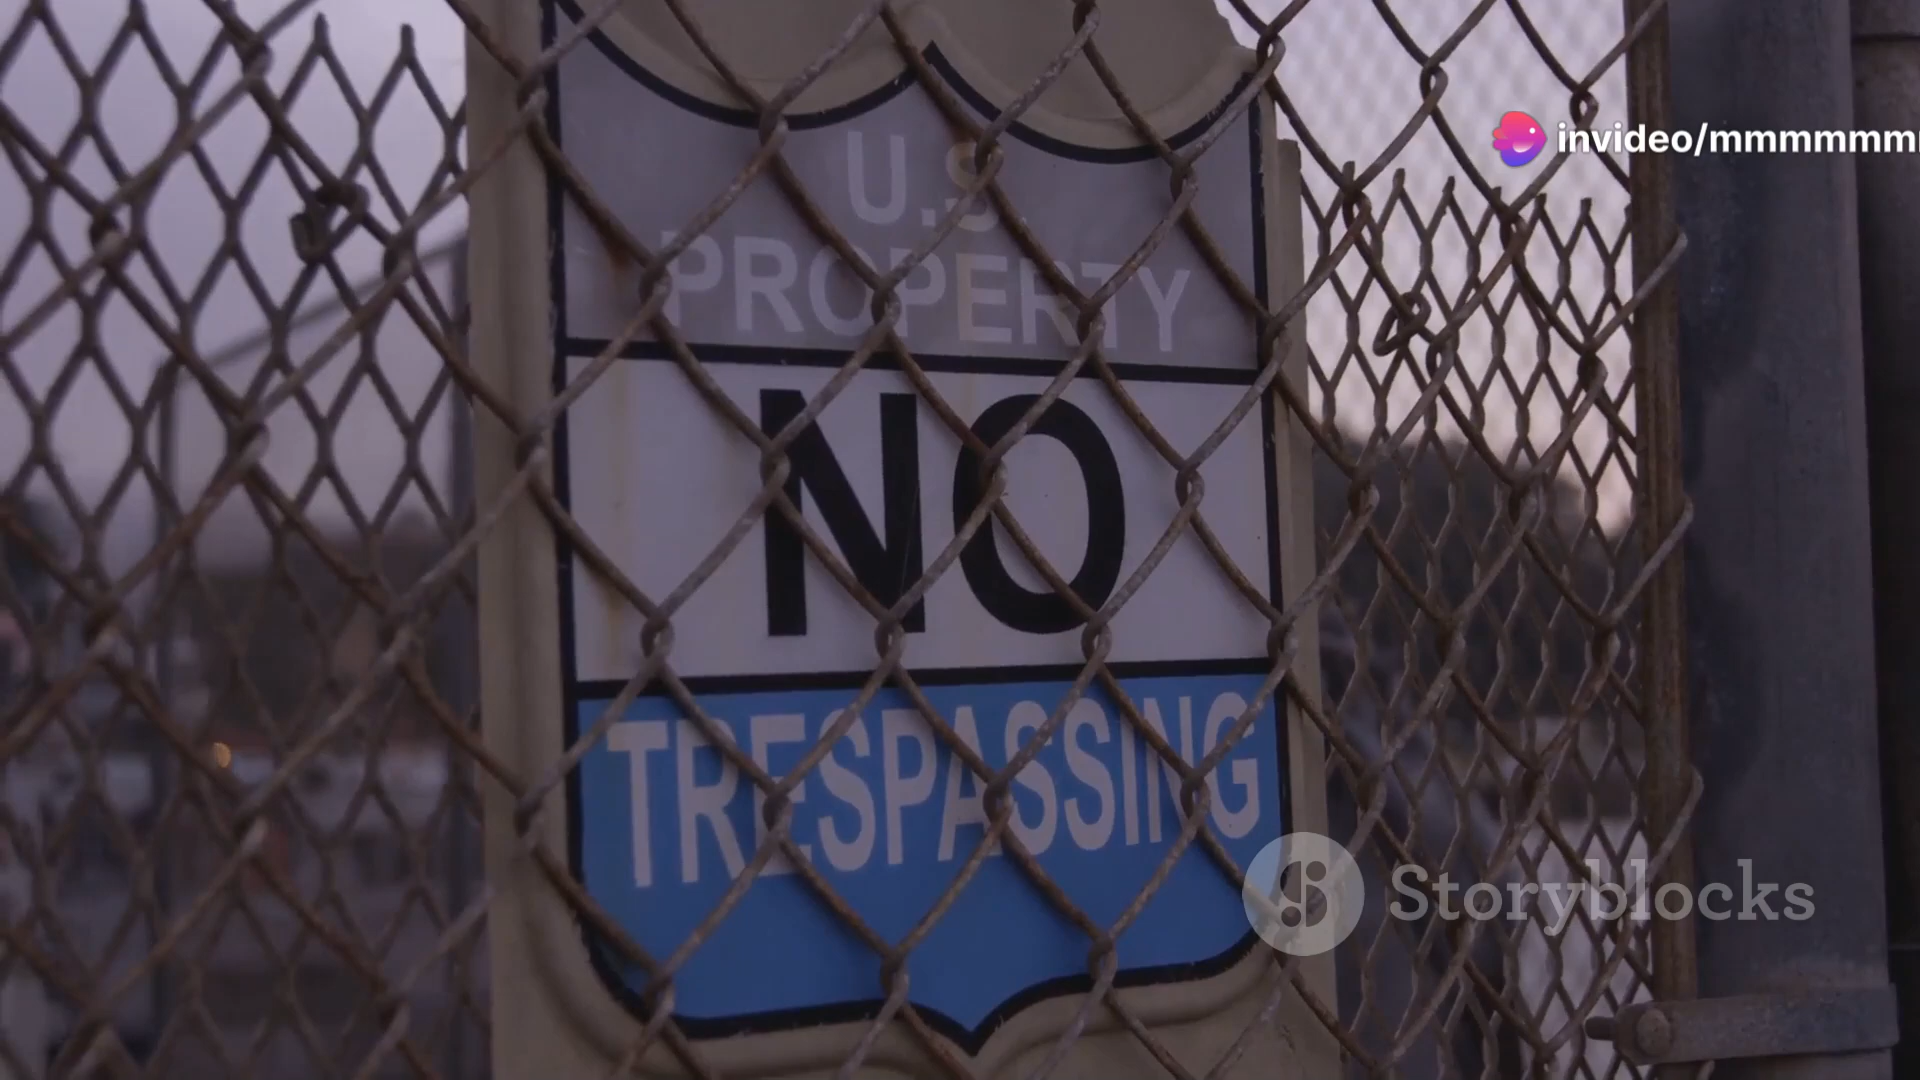 invideo/mmmmmm
U.S.
PROPERTY
NO
TRESPASSING
Storyblocks